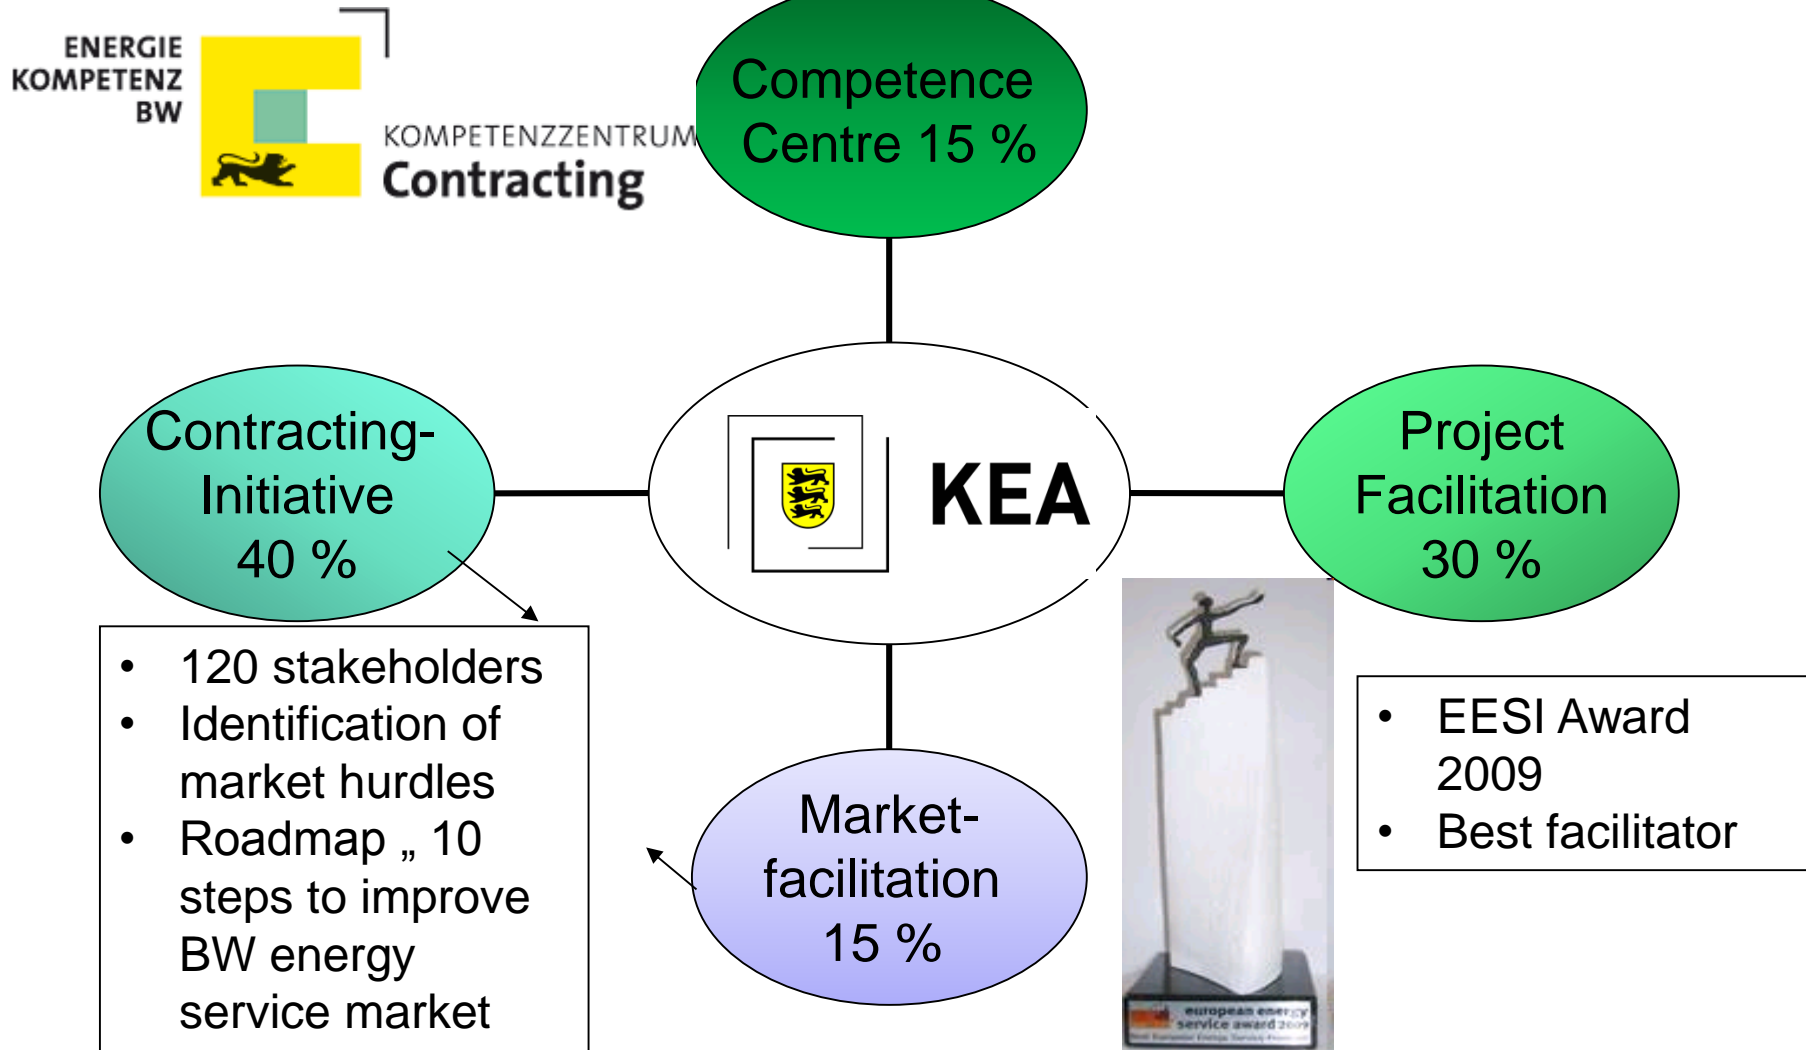 ENERGIE
KOMPETENZ
BW
KOMPETENZZENTRUM
Contracting
Competence
Centre 15 %
Contracting-
Initiative
40 %
KEA
Project
Facilitation
30 %
• 120 stakeholders
• Identification of
market hurdles
• Roadmap „ 10
steps to improve
BW energy
service market
Market-
facilitation
15 %
european energy
service award 2009
• EESI Award
2009
• Best facilitator